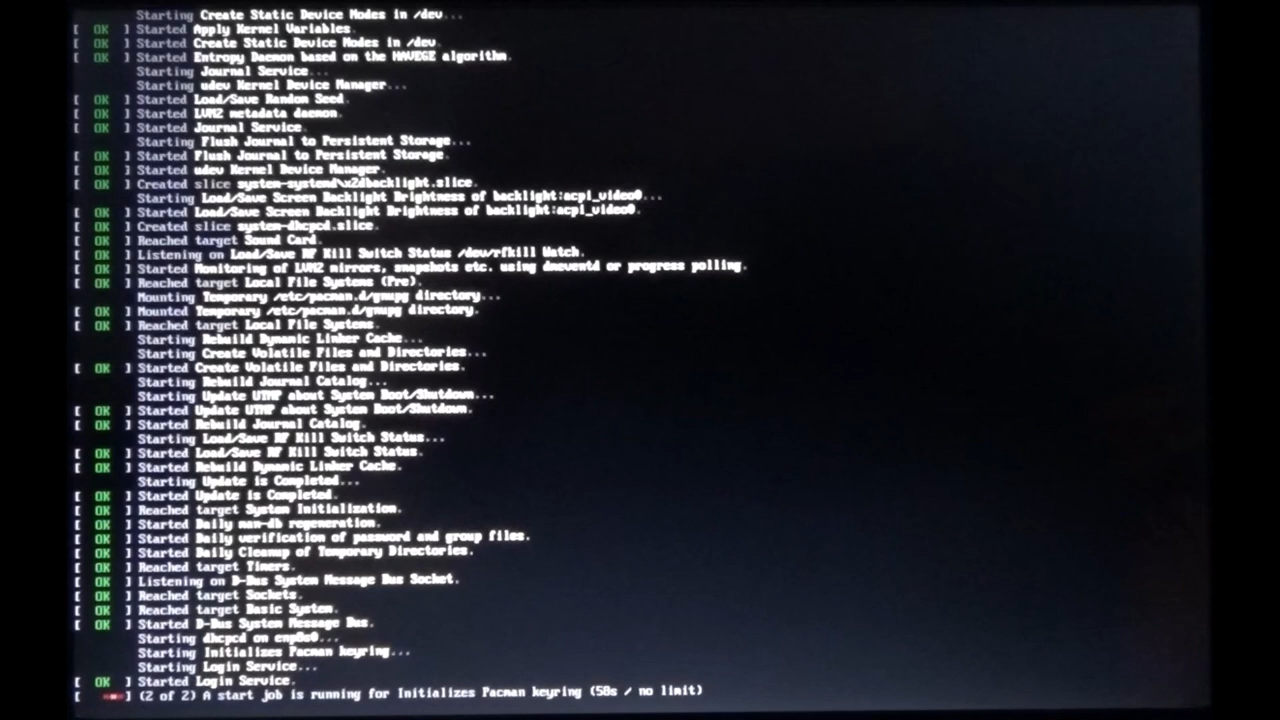 Starting Create Static Device Nodes in /dev...
[ OK ] Started Apply Kernel Variables.
[ OK ] Started Create Static Device Nodes in /dev.
[ OK ] Started Entropy Daemon based on the HAVEGE algorithm.
Starting Journal Service...
Starting udev Kernel Device Manager...
[ OK ] Started Load/Save Random Seed.
[ OK ] Started LVM2 metadata daemon.
[ OK ] Started Journal Service.
Starting Flush Journal to Persistent Storage...
[ OK ] Started Flush Journal to Persistent Storage.
[ OK ] Started udev Kernel Device Manager.
[ OK ] Created slice system-systemd\x2dbacklight.slice.
Starting Load/Save Screen Backlight Brightness of backlight:acpi_video0...
[ OK ] Started Load/Save Screen Backlight Brightness of backlight:acpi_video0.
[ OK ] Created slice system-dhcpcd.slice.
[ OK ] Reached target Sound Card.
[ OK ] Listening on Load/Save RF Kill Switch Status /dev/rfkill Watch.
[ OK ] Started Monitoring of LVM2 mirrors, snapshots etc. using dmeventd or progress polling.
[ OK ] Reached target Local File Systems (Pre).
Mounting Temporary /etc/pacman.d/gnupg directory...
[ OK ] Mounted Temporary /etc/pacman.d/gnupg directory.
[ OK ] Reached target Local File Systems.
Starting Rebuild Dynamic Linker Cache...
Starting Create Volatile Files and Directories...
[ OK ] Started Create Volatile Files and Directories.
Starting Rebuild Journal Catalog...
Starting Update UTMP about System Boot/Shutdown...
[ OK ] Started Update UTMP about System Boot/Shutdown.
[ OK ] Started Rebuild Journal Catalog.
Starting Load/Save RF Kill Switch Status...
[ OK ] Started Load/Save RF Kill Switch Status.
[ OK ] Started Rebuild Dynamic Linker Cache.
Starting Update is Completed...
[ OK ] Started Update is Completed.
[ OK ] Reached target System Initialization.
[ OK ] Started Daily man-db regeneration.
[ OK ] Started Daily verification of password and group files.
[ OK ] Started Daily Cleanup of Temporary Directories.
[ OK ] Reached target Timers.
[ OK ] Listening on D-Bus System Message Bus Socket.
[ OK ] Reached target Sockets.
[ OK ] Reached target Basic System.
[ OK ] Started D-Bus System Message Bus.
Starting dhcpcd on enp8s0...
Starting Initializes Pacman keyring...
Starting Login Service...
[ OK ] Started Login Service.
[ *** ] (2 of 2) A start job is running for Initializes Pacman keyring (58s / no limit)